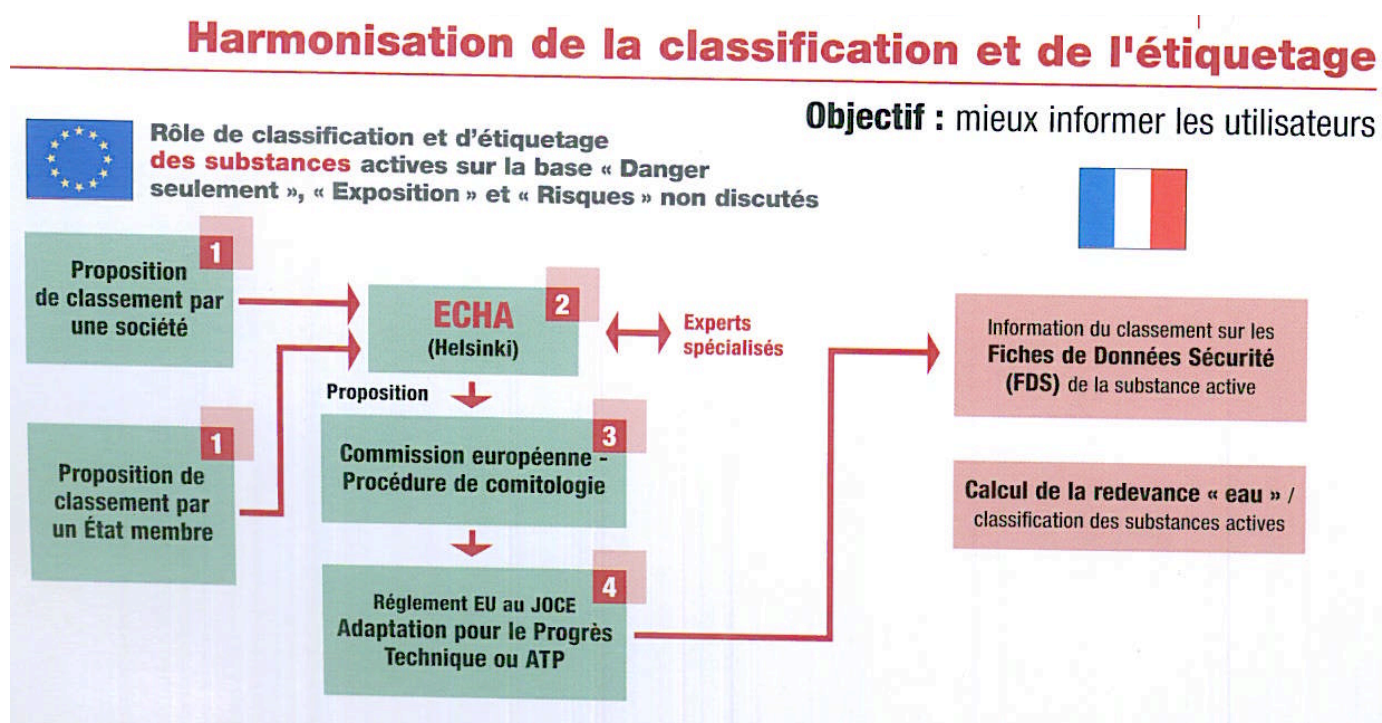 Harmonisation de la classification et de l'étiquetage
Objectif : mieux informer les utilisateurs
Rôle de classification et d'étiquetage
des substances actives sur la base « Danger
seulement », « Exposition » et « Risques » non discutés
1
Proposition
de classement par
une société
1
Proposition de
classement par
un État membre
2
ECHA
(Helsinki)
Experts
spécialisés
Proposition
3
Commission européenne -
Procédure de comitologie
4
Réglement EU au JOCE
Adaptation pour le Progrès
Technique ou ATP
Information du classement sur les
Fiches de Données Sécurité
(FDS) de la substance active
Calcul de la redevance « eau » /
classification des substances actives